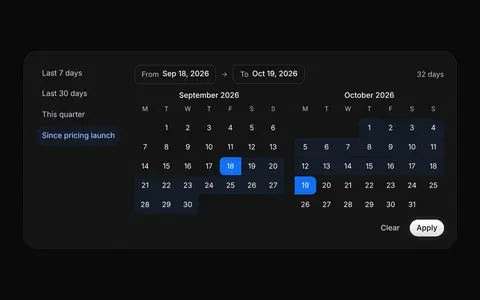 Last 7 days
Last 30 days
This quarter
Since pricing launch
From Sep 18, 2026 → To Oct 19, 2026
32 days
September 2026
M T W T F S S
1 2 3 4 5 6
7 8 9 10 11 12 13
14 15 16 17 18 19 20
21 22 23 24 25 26 27
28 29 30
October 2026
M T W T F S S
1 2 3 4
5 6 7 8 9 10 11
12 13 14 15 16 17 18
19 20 21 22 23 24 25
26 27 28 29 30 31
Clear
Apply